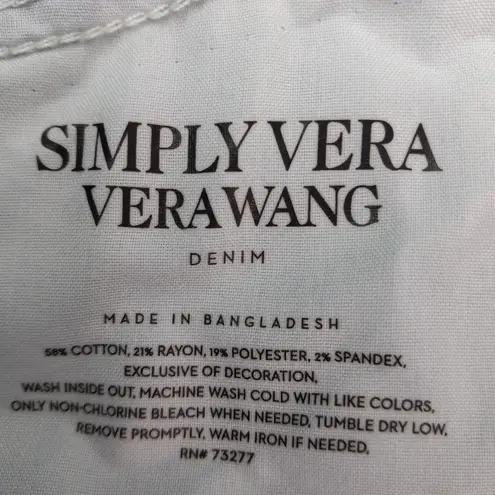 SIMPLY VERA
VERA WANG
DENIM
MADE IN BANGLADESH
58% COTTON, 21% RAYON, 19% POLYESTER, 2% SPANDEX,
EXCLUSIVE OF DECORATION,
WASH INSIDE OUT, MACHINE WASH COLD WITH LIKE COLORS,
ONLY NON-CHLORINE BLEACH WHEN NEEDED, TUMBLE DRY LOW,
REMOVE PROMPTLY, WARM IRON IF NEEDED,
RN# 73277